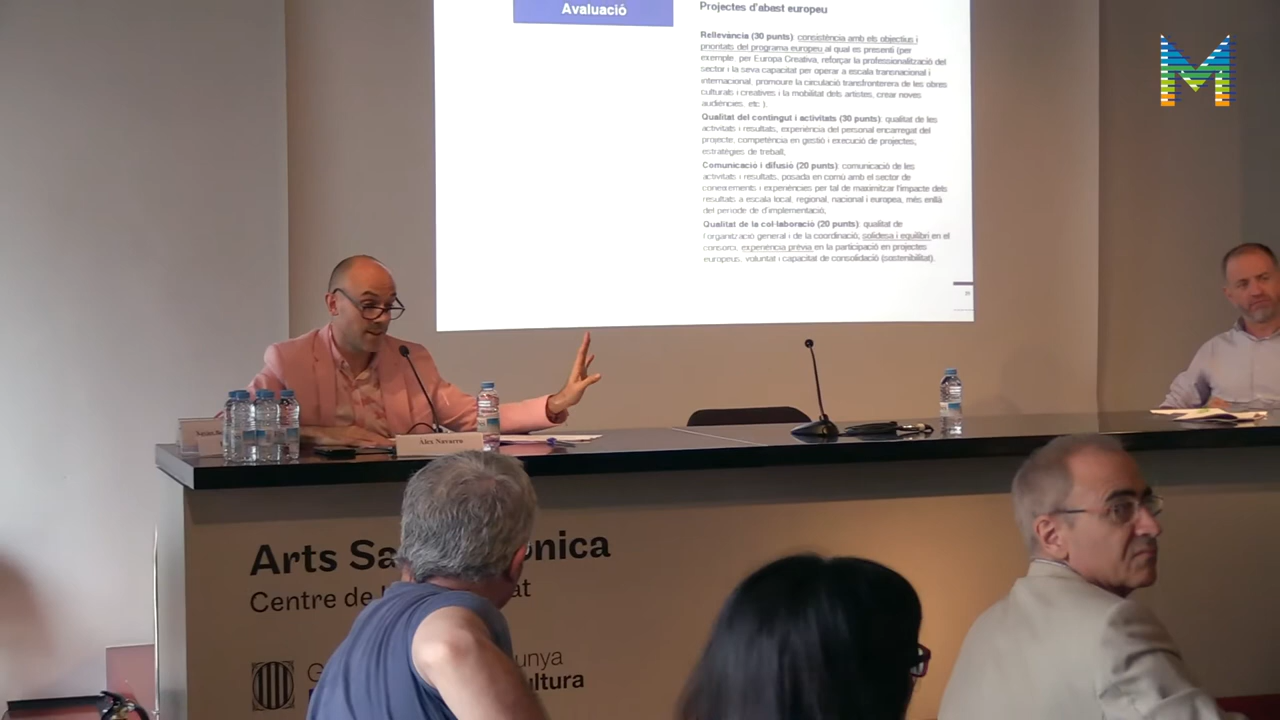 Avaluació
Projectes d'abast europeu
Rellevància (30 punts): consistència amb els objectius i
prioritats del programa europeu al qual es presenti (per
exemple, per Europa Creativa, reforçar la professionalització del
sector i la seva capacitat per operar a escala transnacional i
internacional, promoure la circulació transfronterera de les obres
culturals i creatives i la mobilitat dels artistes, crear noves
audiències, etc.).
Qualitat del contingut i activitats (30 punts): qualitat de les
activitats i resultats, experiència del personal encarregat del
projecte, competència en gestió i execució de projectes,
estratègies de treball,
Comunicació i difusió (20 punts): comunicació de les
activitats i resultats, posada en comú amb el sector de
coneixements i experiències per tal de maximitzar l'impacte dels
resultats a escala local, regional, nacional i europea, més enllà
del període de d'implementació,
Qualitat de la col·laboració (20 punts): qualitat de
l'organització general i de la coordinació, solidesa i equilibri en el
consorci, experiència prèvia en la participació en projectes
europeus, voluntat i capacitat de consolidació (sostenibilitat).
M
Àlex Navarro
Arts Sa ònica
Centre de at
G unya
ltura